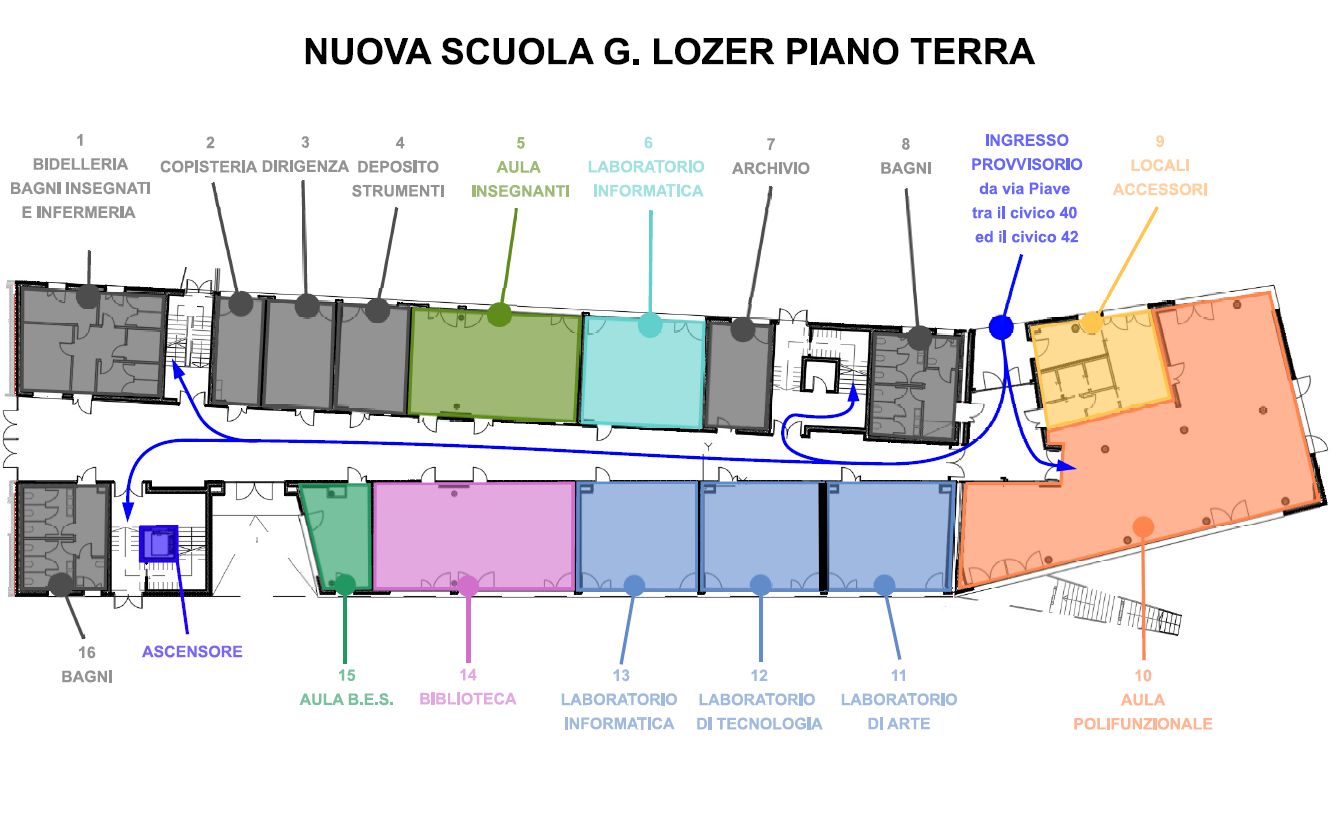 NUOVA SCUOLA G. LOZER PIANO TERRA
1
BIDELLERIA
BAGNI INSEGNATI
E INFERMERIA
2
COPISTERIA
3
DIRIGENZA
4
DEPOSITO
STRUMENTI
5
AULA
INSEGNANTI
6
LABORATORIO
INFORMATICA
7
ARCHIVIO
8
BAGNI
INGRESSO
PROVVISORIO
da via Piave
tra il civico 40
ed il civico 42
9
LOCALI
ACCESSORI
16
BAGNI
ASCENSORE
15
AULA B.E.S.
14
BIBLIOTECA
13
LABORATORIO
INFORMATICA
12
LABORATORIO
DI TECNOLOGIA
11
LABORATORIO
DI ARTE
10
AULA
POLIFUNZIONALE